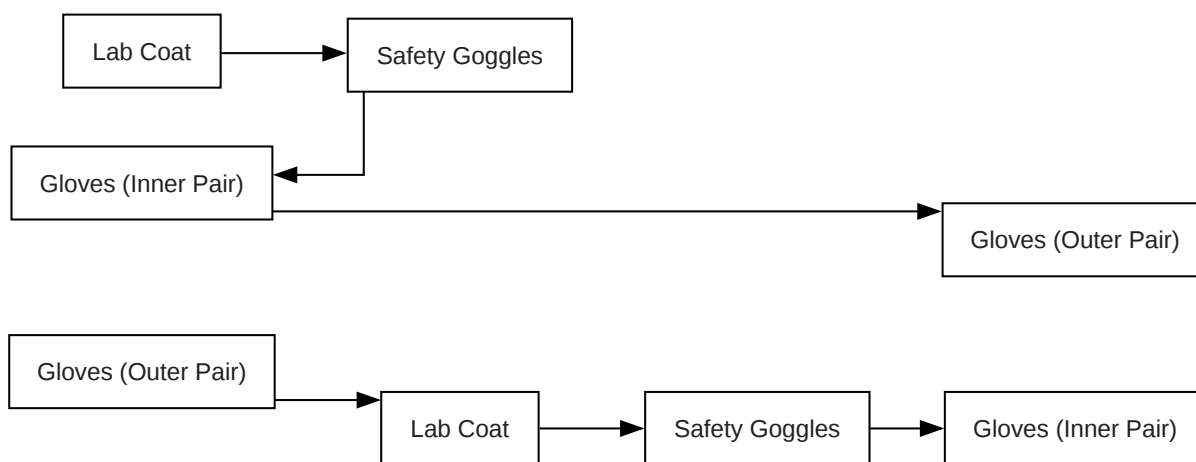 Lab Coat
Safety Goggles
Gloves (Inner Pair)
Gloves (Outer Pair)
Gloves (Outer Pair)
Lab Coat
Safety Goggles
Gloves (Inner Pair)